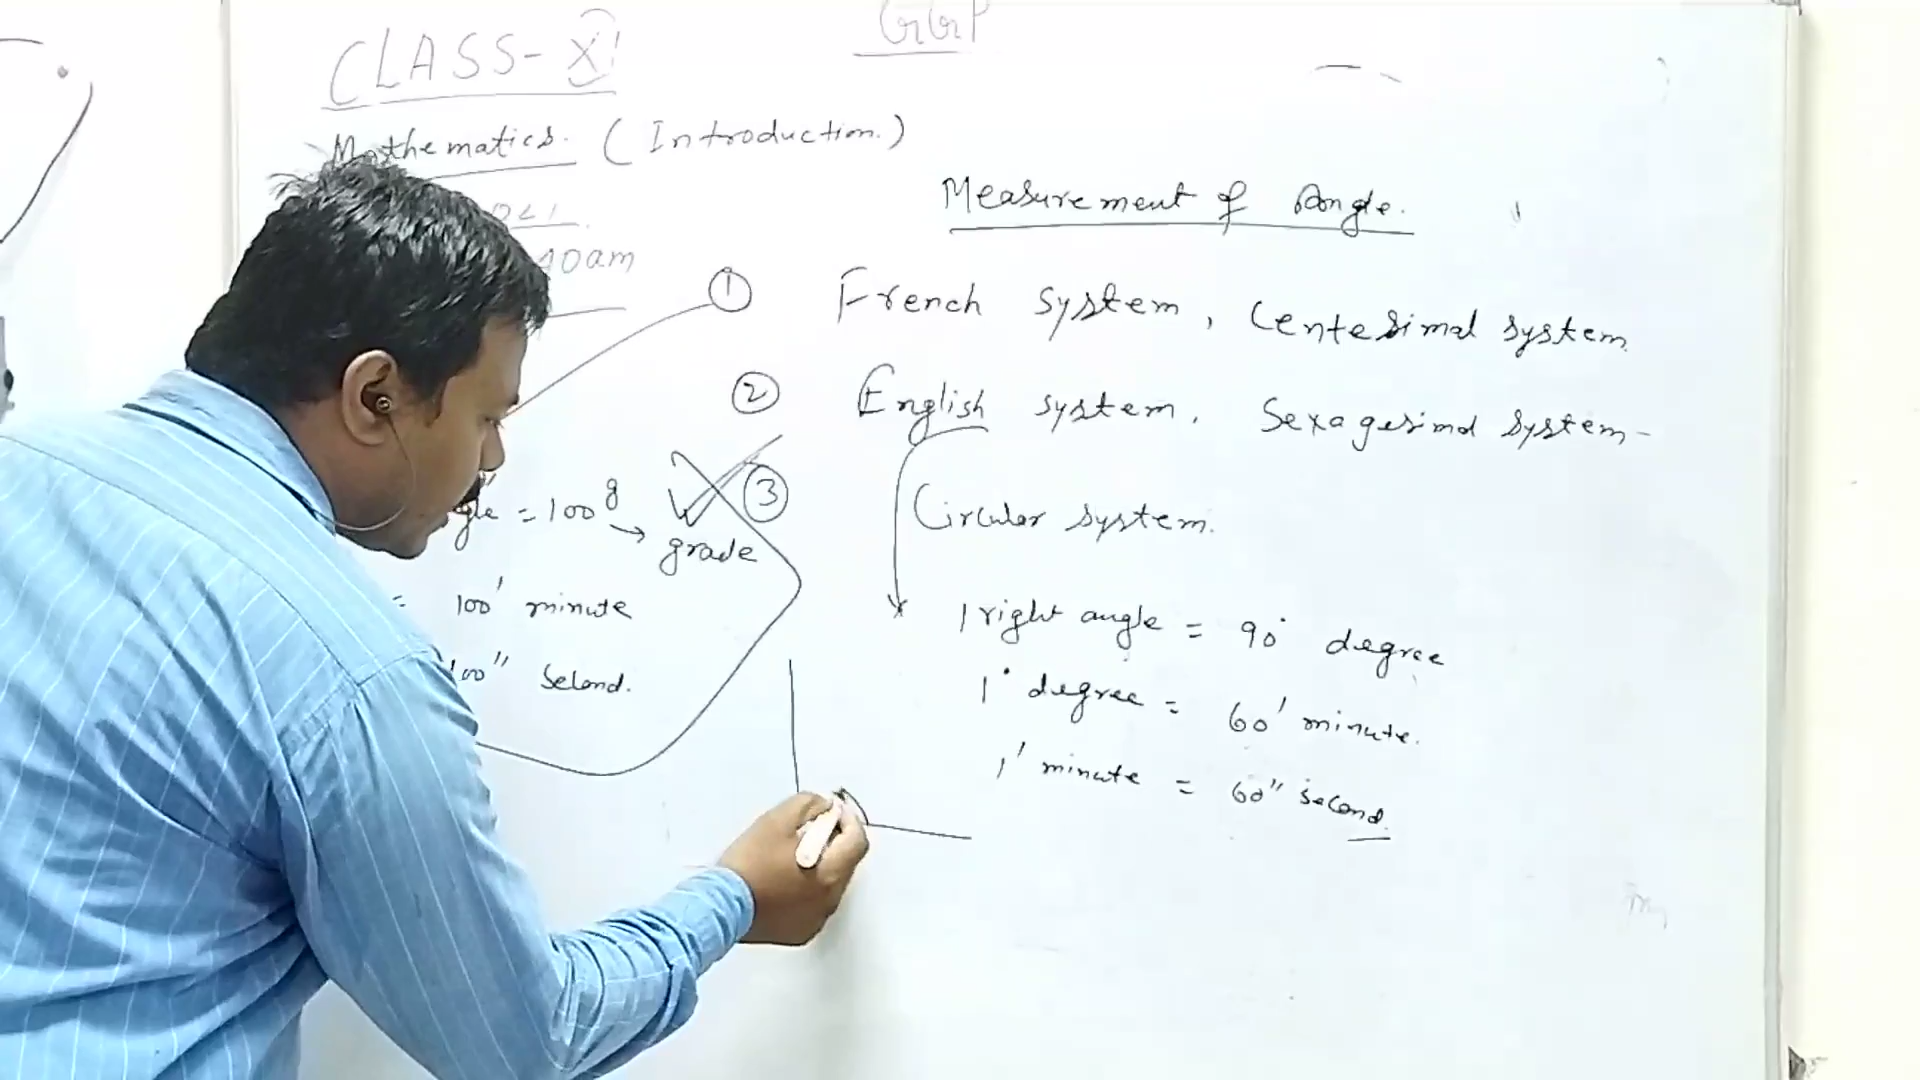 CLASS-XI
GGP
Mathematics. (Introduction.)
40am
Measurement of Angle.
① French system, Centesimal system
② English system, Sexagesimal system
③ Circular system.
= 100g → grade
= 100' minute
100" Second.
1 right angle = 90° degree
1° degree = 60' minute.
1' minute = 60" second.